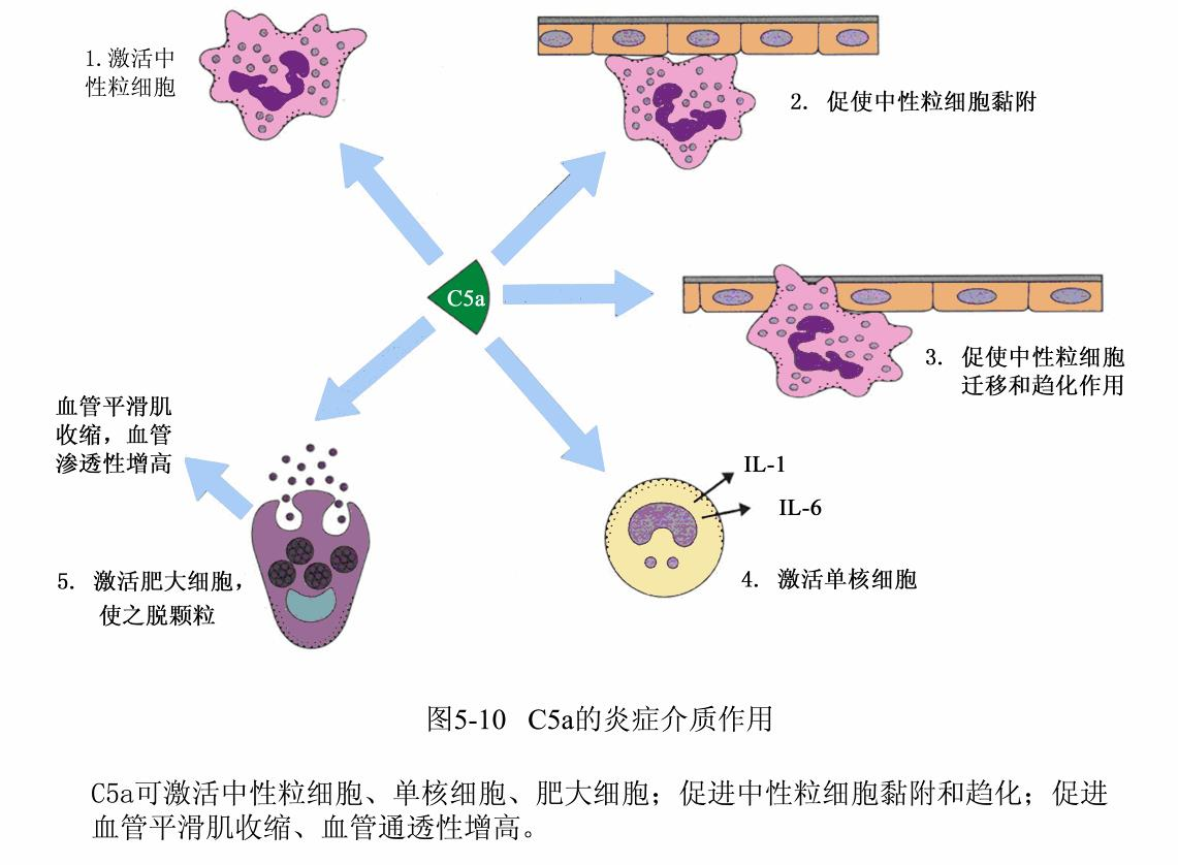 1.激活中
性粒细胞
2. 促使中性粒细胞黏附
C5a
3. 促使中性粒细胞
迁移和趋化作用
血管平滑肌
收缩，血管
渗透性增高
IL-1
IL-6
4. 激活单核细胞
5. 激活肥大细胞，
使之脱颗粒
图5-10 C5a的炎症介质作用
C5a可激活中性粒细胞、单核细胞、肥大细胞；促进中性粒细胞黏附和趋化；促进
血管平滑肌收缩、血管通透性增高。